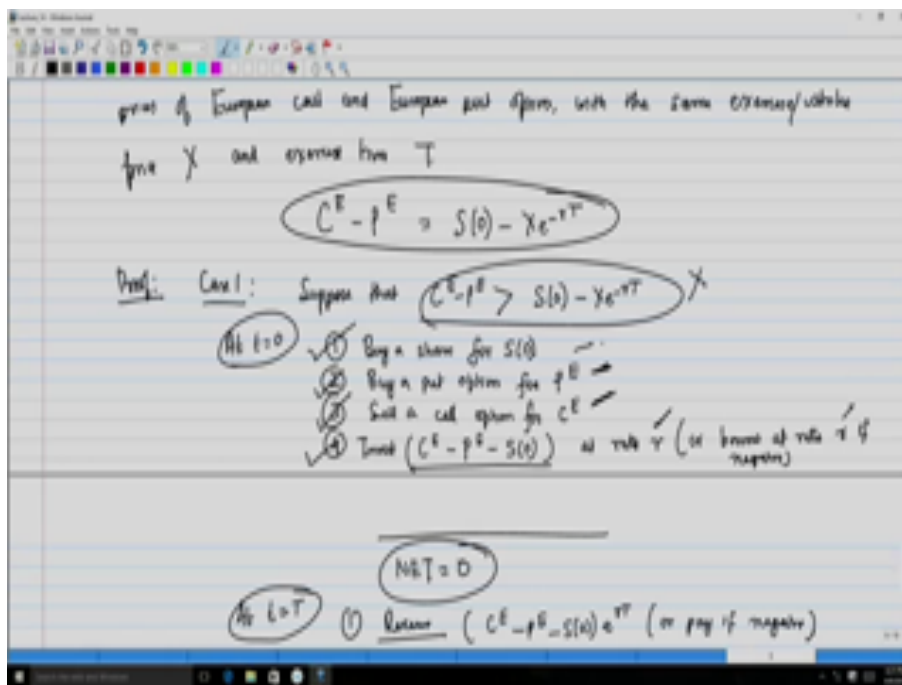 price of European call and European put options, with the same exercise/strike
price X and exercise time T
C^E - P^E = S(0) - Xe^{-rT}
Proof: Case 1: Suppose that C^E - P^E > S(0) - Xe^{-rT} X
At t=0 ① Buy a share for S(0)
② Buy a put option for P^E
③ Sell a call option for C^E
④ Invest (C^E - P^E - S(0)) at rate r (or borrow at rate r if
negative)
NET = 0
At t=T ① Receive (C^E - P^E - S(0)) e^{rT} (or pay if negative)